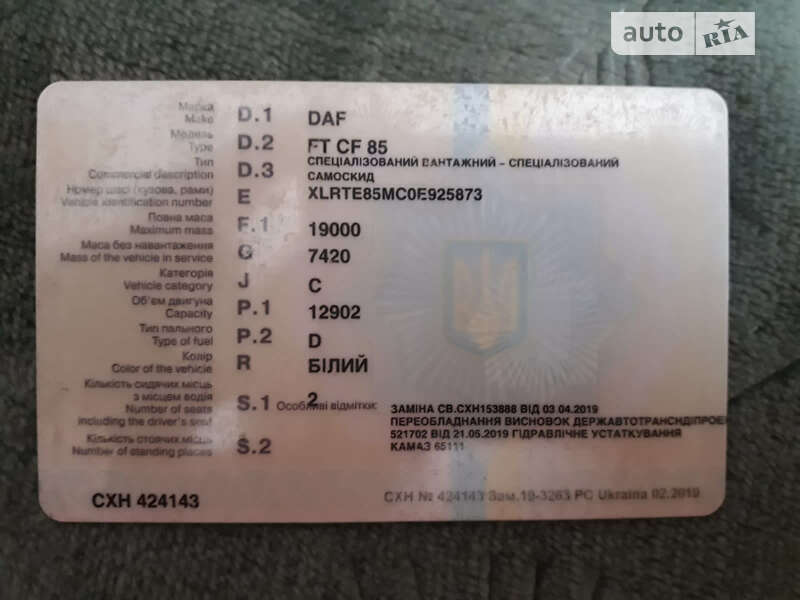 auto RIA
Марка
Make D.1 DAF
Модель
Type D.2 FT CF 85
Тип
Commercial description D.3 СПЕЦІАЛІЗОВАНИЙ ВАНТАЖНИЙ – СПЕЦІАЛІЗОВАНИЙ
САМОСКИД
Номер шасі (кузова, рами)
Vehicle identification number E XLRTE85MC0E925873
Повна маса
Maximum mass F.1 19000
Маса без навантаження
Mass of the vehicle in service G 7420
Категорія
Vehicle category J C
Об'єм двигуна
Capacity P.1 12902
Тип пального
Type of fuel P.2 D
Колір
Color of the vehicle R БІЛИЙ
Кількість сидячих місць
з місцем водія
Number of seats
including the driver's seat S.1 2
Кількість стоячих місць
Number of standing places S.2
Особливі відмітки: ЗАМІНА СВ.СХН153888 ВІД 03.04.2019
ПЕРЕОБЛАДНАННЯ ВИСНОВОК ДЕРЖАВТОТРАНСНДІПРОЕК
521702 ВІД 21.05.2019 ГІДРАВЛІЧНЕ УСТАТКУВАННЯ
КАМАЗ 65111
СХН 424143
СХН № 424143 Зам.19-3263 РС Ukraina 02.2019